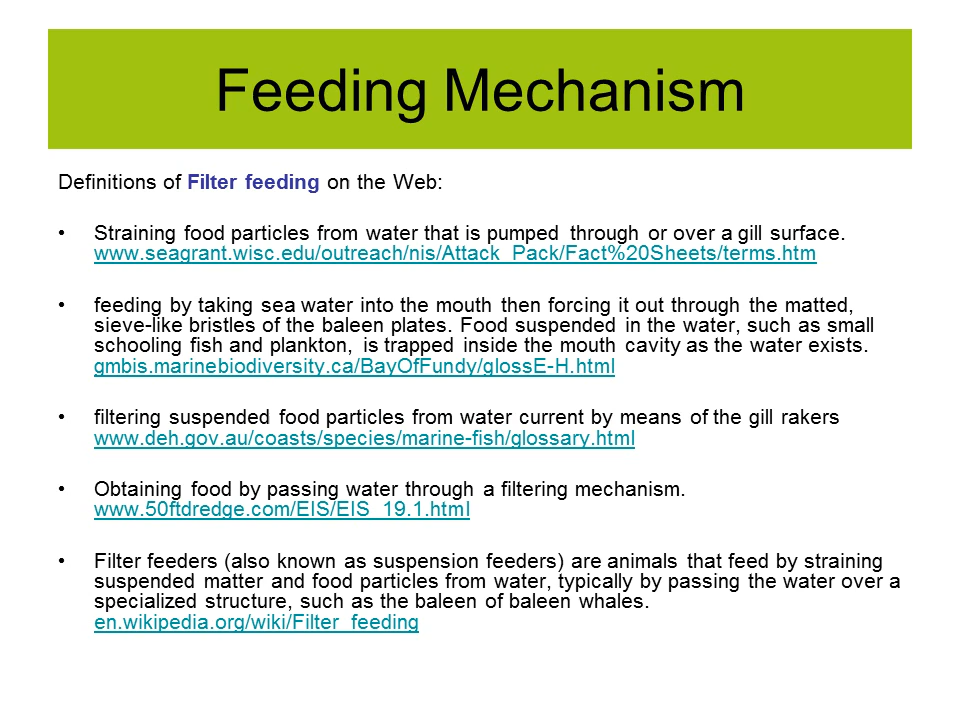 Feeding Mechanism
Definitions of Filter feeding on the Web:
• Straining food particles from water that is pumped through or over a gill surface.
www.seagrant.wisc.edu/outreach/nis/Attack_Pack/Fact%20Sheets/terms.htm
• feeding by taking sea water into the mouth then forcing it out through the matted,
sieve-like bristles of the baleen plates. Food suspended in the water, such as small
schooling fish and plankton, is trapped inside the mouth cavity as the water exists.
gmbis.marinebiodiversity.ca/BayOfFundy/glossE-H.html
• filtering suspended food particles from water current by means of the gill rakers
www.deh.gov.au/coasts/species/marine-fish/glossary.html
• Obtaining food by passing water through a filtering mechanism.
www.50ftdredge.com/EIS/EIS_19.1.html
• Filter feeders (also known as suspension feeders) are animals that feed by straining
suspended matter and food particles from water, typically by passing the water over a
specialized structure, such as the baleen of baleen whales.
en.wikipedia.org/wiki/Filter_feeding